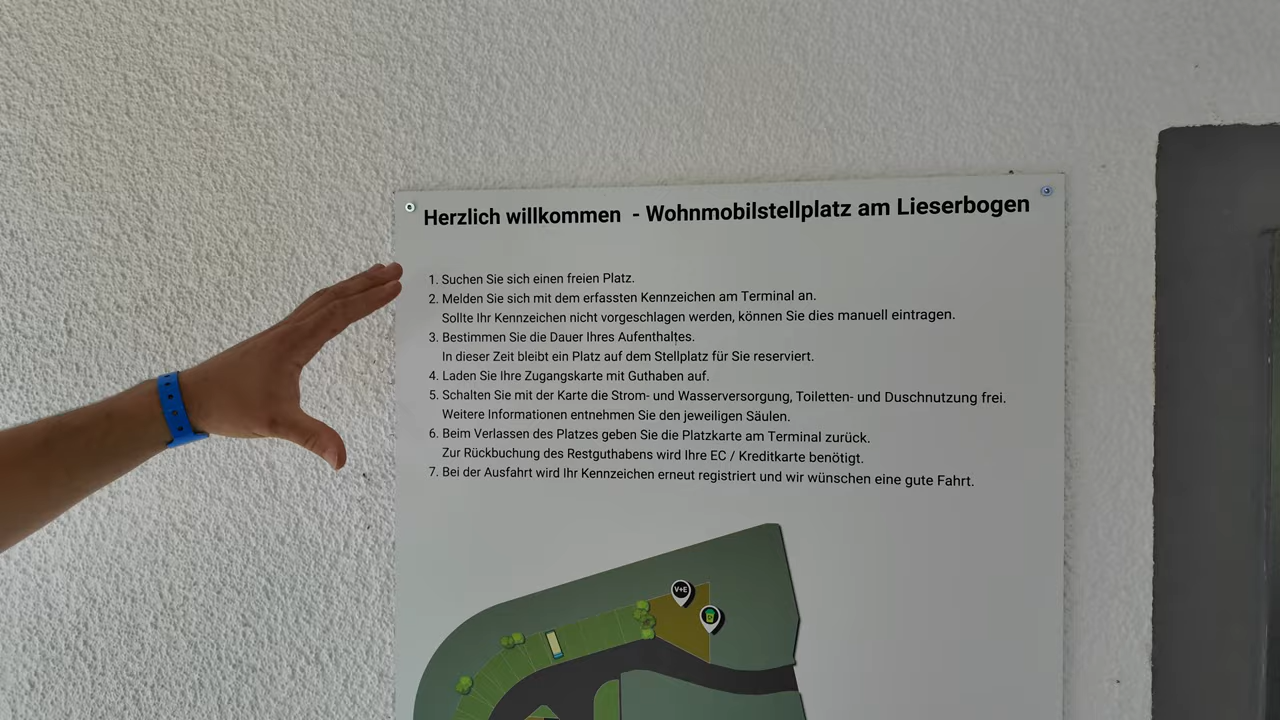 Herzlich willkommen - Wohnmobilstellplatz am Lieserbogen
1. Suchen Sie sich einen freien Platz.
2. Melden Sie sich mit dem erfassten Kennzeichen am Terminal an.
Sollte Ihr Kennzeichen nicht vorgeschlagen werden, können Sie dies manuell eintragen.
3. Bestimmen Sie die Dauer Ihres Aufenthaltes.
In dieser Zeit bleibt ein Platz auf dem Stellplatz für Sie reserviert.
4. Laden Sie Ihre Zugangskarte mit Guthaben auf.
5. Schalten Sie mit der Karte die Strom- und Wasserversorgung, Toiletten- und Duschnutzung frei.
Weitere Informationen entnehmen Sie den jeweiligen Säulen.
6. Beim Verlassen des Platzes geben Sie die Platzkarte am Terminal zurück.
Zur Rückbuchung des Restguthabens wird Ihre EC / Kreditkarte benötigt.
7. Bei der Ausfahrt wird Ihr Kennzeichen erneut registriert und wir wünschen eine gute Fahrt.
V+E